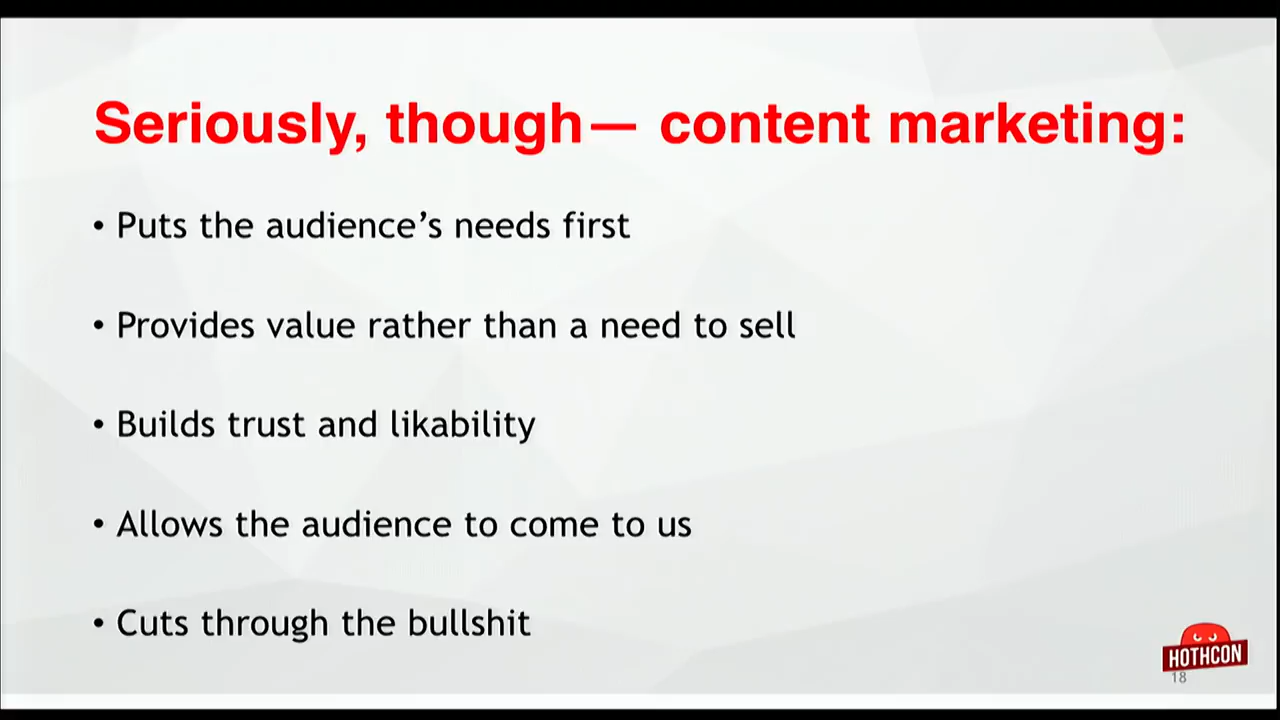 Seriously, though— content marketing:
• Puts the audience’s needs first
• Provides value rather than a need to sell
• Builds trust and likability
• Allows the audience to come to us
• Cuts through the bullshit
HOTHCON
18